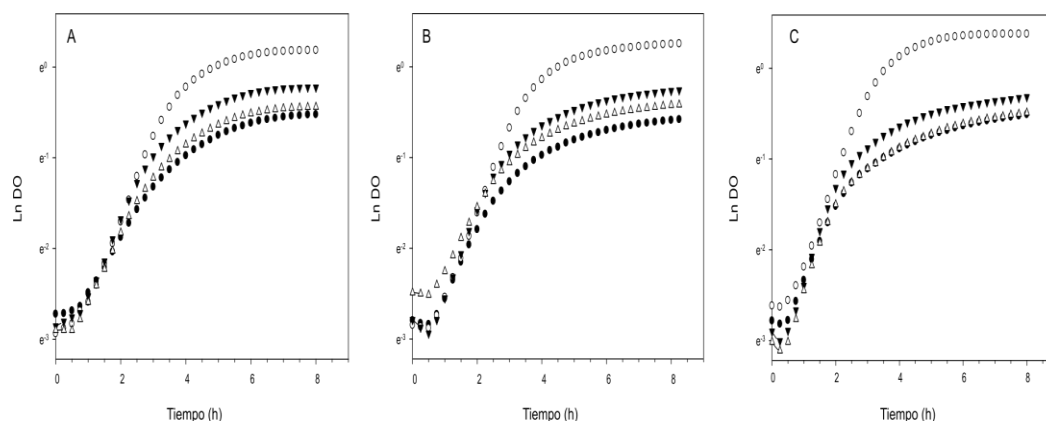 A
B
C
e⁰
e⁰
e⁰
e⁻¹
e⁻¹
e⁻¹
e⁻²
e⁻²
e⁻²
e⁻³
e⁻³
e⁻³
Ln DO
Ln DO
Ln DO
0 2 4 6 8
0 2 4 6 8
0 2 4 6 8
Tiempo (h)
Tiempo (h)
Tiempo (h)